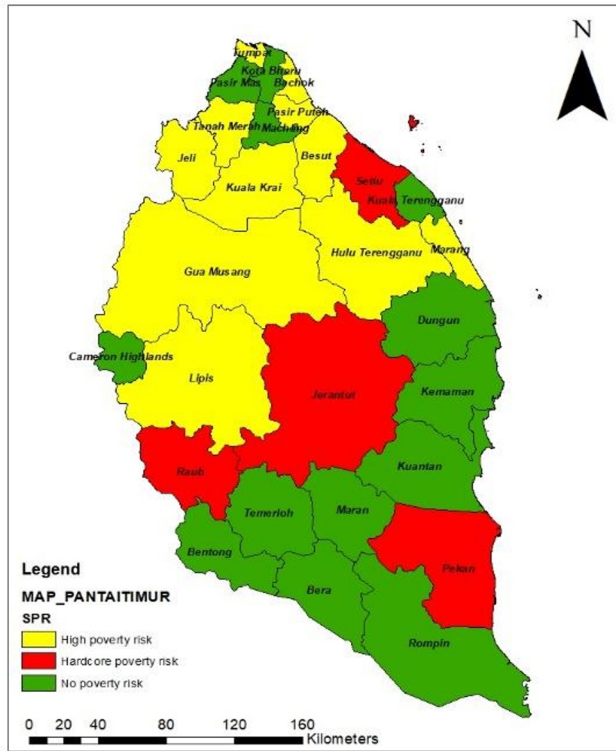 N
Tumpat
Kota Bharu
Pasir Mas
Bachok
Pasir Puteh
Tanah Merah
Machang
Jeli
Besut
Setiu
Kuala Krai
Kuala Terengganu
Hulu Terengganu
Marang
Gua Musang
Dungun
Cameron Highlands
Lipis
Jerantut
Kemaman
Raub
Kuantan
Temerloh
Maran
Bentong
Pekan
Bera
Rompin
Legend
MAP_PANTAITIMUR
SPR
High poverty risk
Hardcore poverty risk
No poverty risk
0 20 40 80 120 160
Kilometers